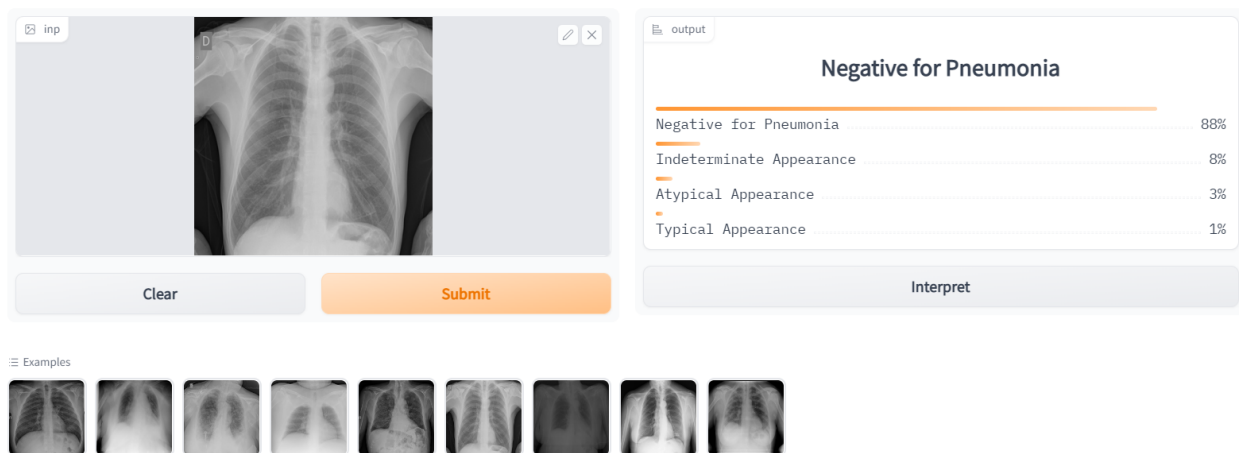 inp
D
Clear
Submit
output
Negative for Pneumonia
Negative for Pneumonia 88%
Indeterminate Appearance 8%
Atypical Appearance 3%
Typical Appearance 1%
Interpret
Examples